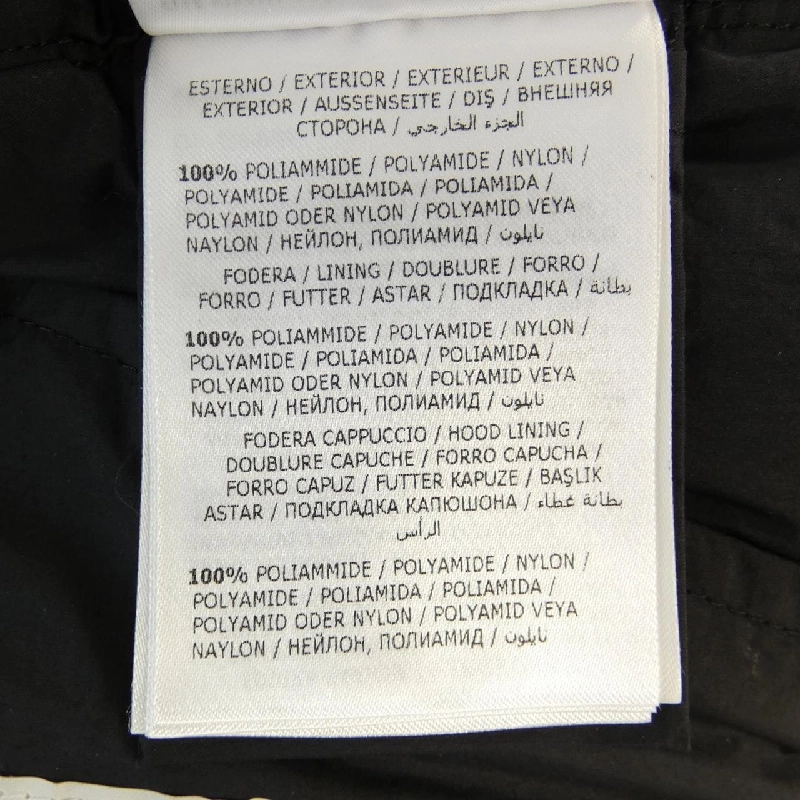 ESTERNO / EXTERIOR / EXTERIEUR / EXTERNO /
EXTERIOR / AUSSENSEITE / DIŞ / ВНЕШНЯЯ
СТОРОНА / الجزء الخارجي
100% POLIAMMIDE / POLYAMIDE / NYLON /
POLYAMIDE / POLIAMIDA / POLIAMIDA /
POLYAMID ODER NYLON / POLYAMID VEYA
NAYLON / НЕЙЛОН, ПОЛИАМИД / نايلون
FODERA / LINING / DOUBLURE / FORRO /
FORRO / FUTTER / ASTAR / ПОДКЛАДКА / بطانة
100% POLIAMMIDE / POLYAMIDE / NYLON /
POLYAMIDE / POLIAMIDA / POLIAMIDA /
POLYAMID ODER NYLON / POLYAMID VEYA
NAYLON / НЕЙЛОН, ПОЛИАМИД / نايلون
FODERA CAPPUCCIO / HOOD LINING /
DOUBLURE CAPUCHE / FORRO CAPUCHA /
FORRO CAPUZ / FUTTER KAPUZE / BAŞLIK
ASTAR / ПОДКЛАДКА КАПЮШОНА / بطانة غطاء
الرأس
100% POLIAMMIDE / POLYAMIDE / NYLON /
POLYAMIDE / POLIAMIDA / POLIAMIDA /
POLYAMID ODER NYLON / POLYAMID VEYA
NAYLON / НЕЙЛОН, ПОЛИАМИД / نايلون